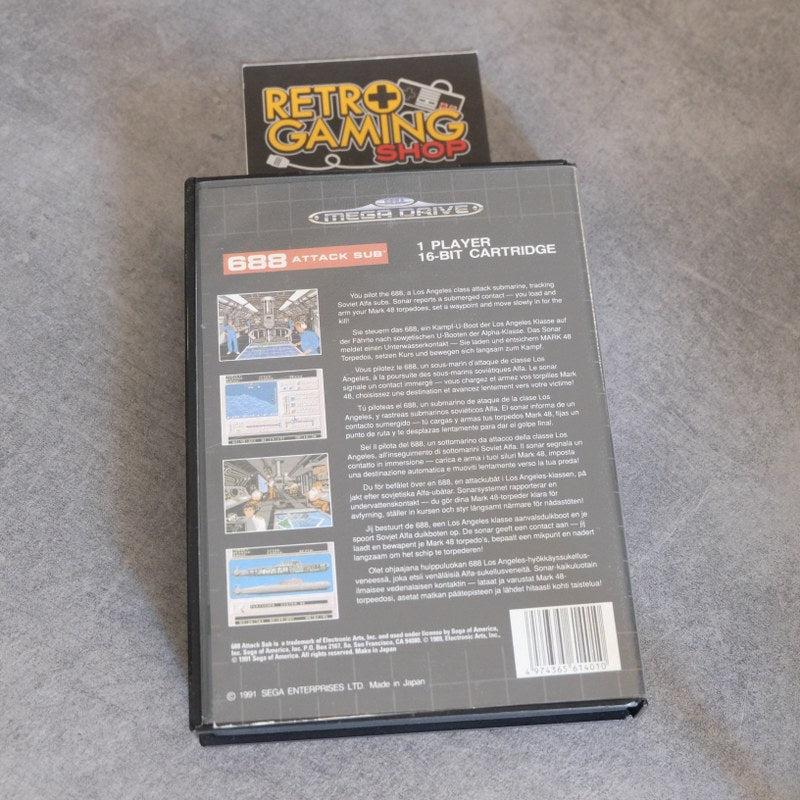 RETRO
GAMING
SHOP
SEGA
MEGA DRIVE
688 ATTACK SUB
1 PLAYER
16-BIT CARTRIDGE
You pilot the 688, a Los Angeles class attack submarine, tracking
Soviet Alfa subs. Sonar reports a submerged contact — you load and
arm your Mark 48 torpedoes, set a waypoint and move slowly in for the
kill!
Sie steuern das 688, ein Kampf-U-Boot der Los Angeles Klasse auf
der Fährte nach sowjetischen U-Booten der Alpha-Klasse. Das Sonar
meldet einen Unterwasserkontakt — Sie laden und entsichern MARK 48
Torpedos, setzen Kurs und bewegen sich langsam zum Kampf.
Vous pilotez le 688, un sous-marin d'attaque de classe Los
Angeles, à la poursuite des sous-marins soviétiques Alfa. Le sonar
signale un contact immergé — vous chargez et armez vos torpilles Mark
48, choisissez une destination et avancez lentement vers votre victime!
Tú piloteas el 688, un submarino de ataque de la clase Los
Angeles, y rastreas submarinos soviéticos Alfa. El sonar informa de un
contacto sumergido — tú cargas y armas tus torpedos Mark 48, fijas un
punto de ruta y te desplazas lentamente para dar el golpe final.
Sei il pilota del 688, un sottomarino da attacco della classe Los
Angeles, all'inseguimento di sottomarini Soviet Alfa. Il sonar segnala un
contatto in immersione — carica e arma i tuoi siluri Mark 48, imposta
una destinazione automatica e muoviti lentamente verso la tua preda!
Du för befälet över en 688, en attackubåt i Los Angeles-klassen, på
jakt efter sovjetiska Alfa-ubåtar. Sonarsystemet rapporterar en
undervattenskontakt — du gör dina Mark 48-torpeder klara för
avfyrning, ställer in kursen och styr långsamt närmare för nådastöten!
Jij bestuurt de 688, een Los Angeles klasse aanvalsduikboot en je
spoort Soviet Alfa duikboten op. De sonar geeft een contact aan — jij
laadt en bewapent je Mark 48 torpedo's, bepaalt een mikpunt en nadert
langzaam om het schip te torpederen!
Olet ohjaajana huippuluokan 688 Los Angeles-hyökkäyssukellus-
veneessä, joka etsii venäläisiä Alfa-sukellusveneitä. Sonar-kaikuluotain
ilmaisee vedenalaisen kontaktin — lataat ja varustat Mark 48-
torpedosi, asetat matkan päätepisteen ja lähdet hitaasti kohti taistelua!
688 Attack Sub is a trademark of Electronic Arts, Inc. and used under license by Sega of America,
Inc. Sega of America, Inc. P.O. Box 2167, So. San Francisco, CA 94080. © 1989, Electronic Arts, Inc.,
© 1991 Sega of America. All rights reserved. Make in Japan
4 974365 614010
© 1991 SEGA ENTERPRISES LTD. Made in Japan